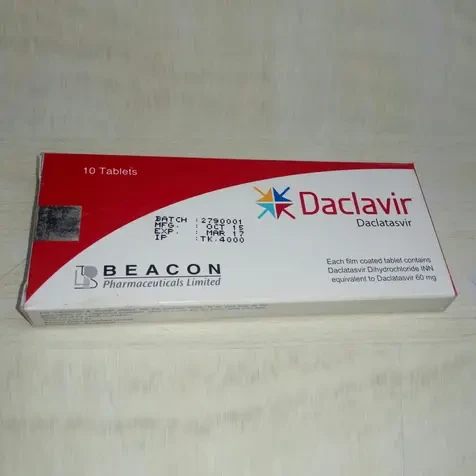 10 Tablets
Daclavir
Daclatasvir
BATCH : 2790001
MFG. : OCT 15
EXP. : MAR 17
IP : TK.4000
BEACON
Pharmaceuticals Limited
Each film coated tablet contains
Daclatasvir Dihydrochloride INN
equivalent to Daclatasvir 60 mg